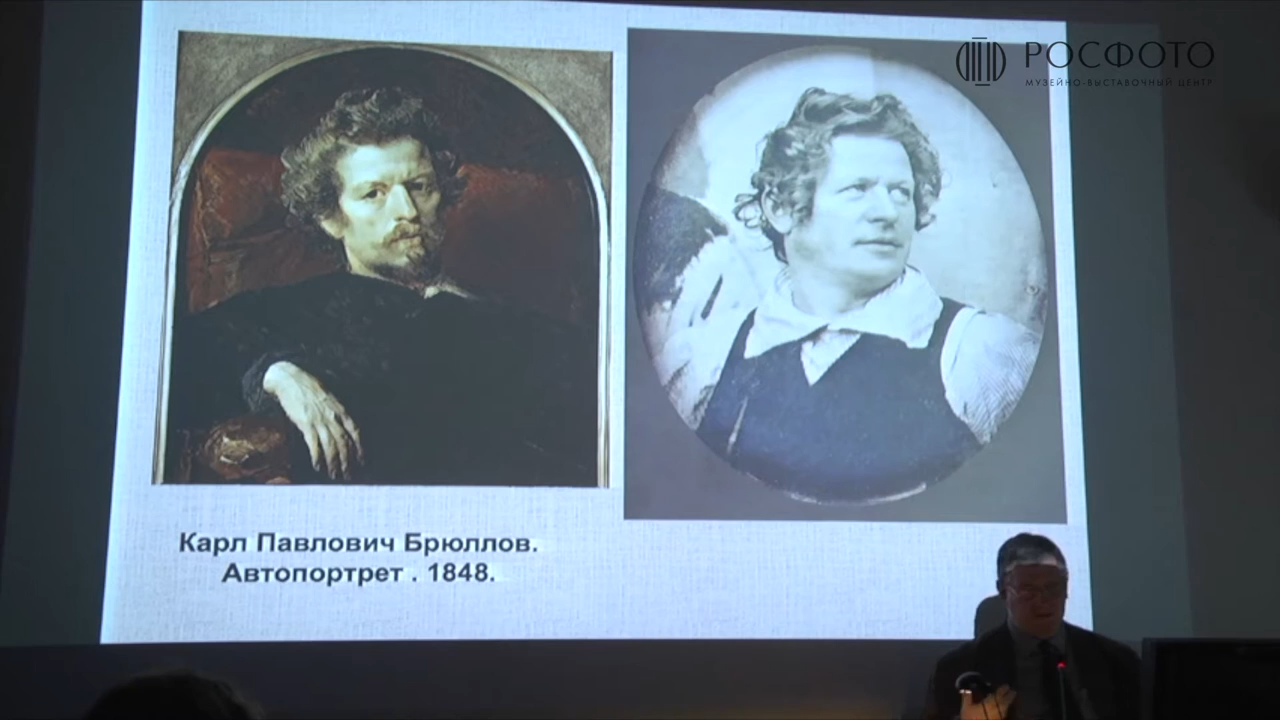 РОСФОТО
МУЗЕЙНО-ВЫСТАВОЧНЫЙ ЦЕНТР
Карл Павлович Брюллов.
Автопортрет . 1848.